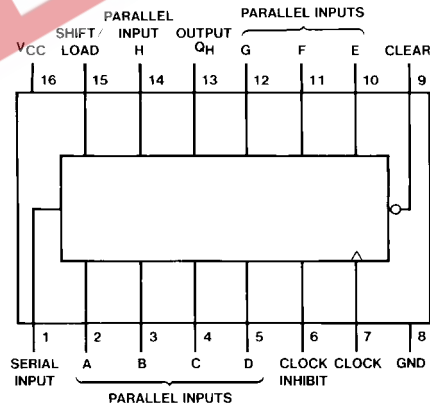 PARALLEL INPUTS
PARALLEL
SHIFT/ INPUT OUTPUT
VCC LOAD H QH G F E CLEAR
16 15 14 13 12 11 10 9
1 2 3 4 5 6 7 8
SERIAL A B C D CLOCK CLOCK GND
INPUT INHIBIT
PARALLEL INPUTS